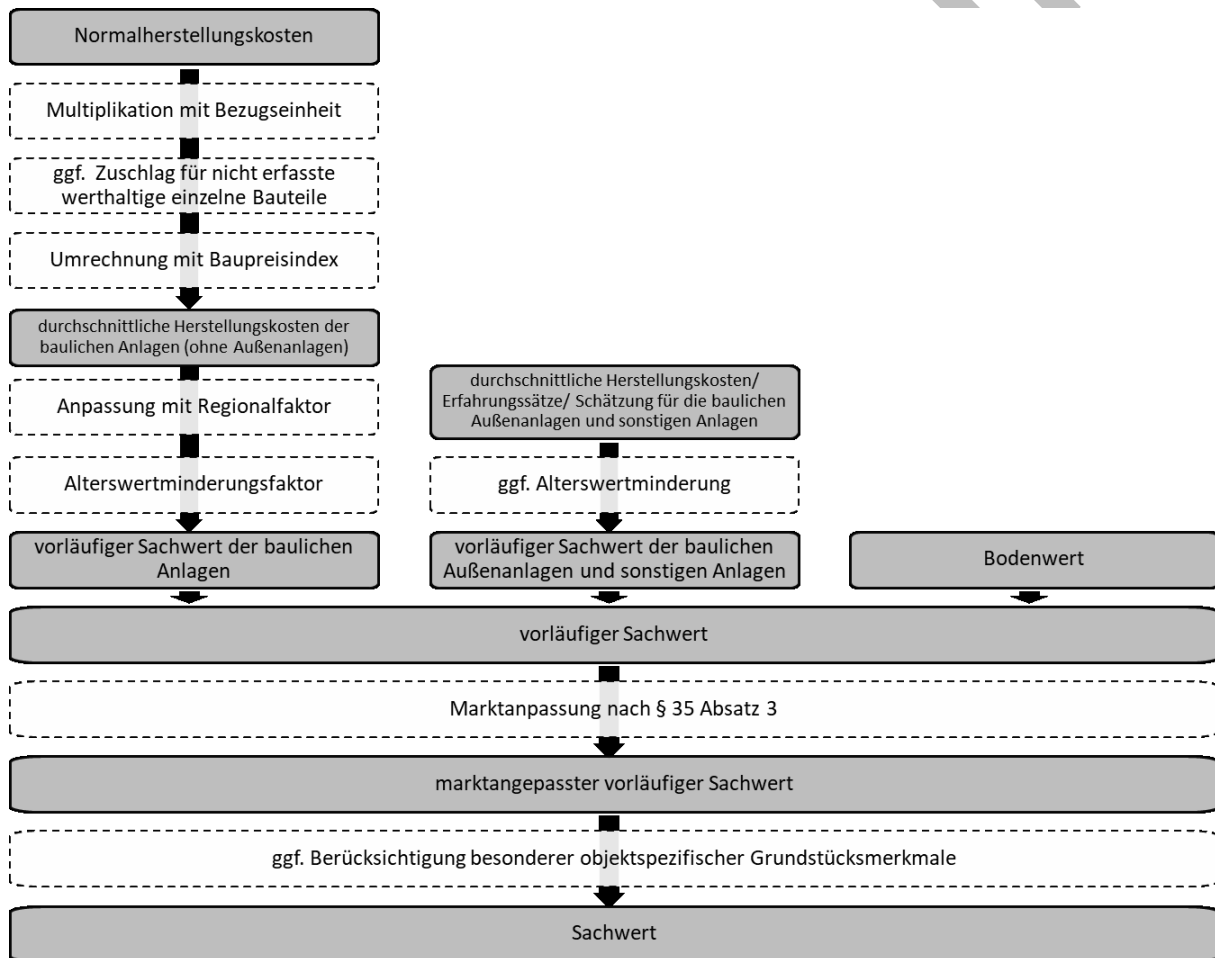 Normalherstellungskosten
Multiplikation mit Bezugseinheit
ggf. Zuschlag für nicht erfasste
werthaltige einzelne Bauteile
Umrechnung mit Baupreisindex
durchschnittliche Herstellungskosten der
baulichen Anlagen (ohne Außenanlagen)
Anpassung mit Regionalfaktor
Alterswertminderungsfaktor
vorläufiger Sachwert der baulichen
Anlagen
durchschnittliche Herstellungskosten/
Erfahrungssätze/ Schätzung für die baulichen
Außenanlagen und sonstigen Anlagen
ggf. Alterswertminderung
vorläufiger Sachwert der baulichen
Außenanlagen und sonstigen Anlagen
Bodenwert
vorläufiger Sachwert
Marktanpassung nach § 35 Absatz 3
marktangepasster vorläufiger Sachwert
ggf. Berücksichtigung besonderer objektspezifischer Grundstücksmerkmale
Sachwert